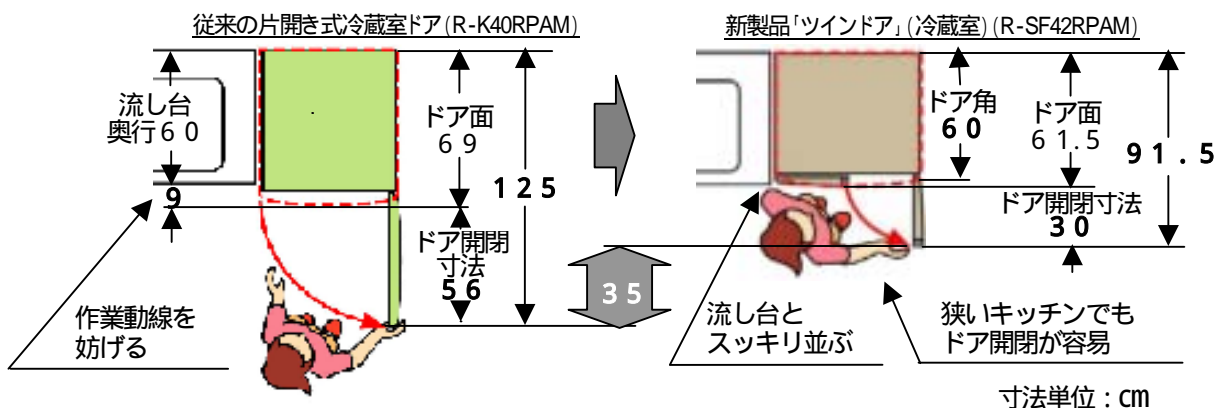 従来の片開き式冷蔵室ドア(R-K40RPAM)
流し台
奥行60
9
ドア面
69
125
ドア開閉
寸法
56
作業動線を
妨げる
35
新製品「ツインドア」(冷蔵室)(R-SF42RPAM)
ドア角
60
ドア面
61.5
91.5
ドア開閉寸法
30
流し台と
スッキリ並ぶ
狭いキッチンでも
ドア開閉が容易
寸法単位：cm